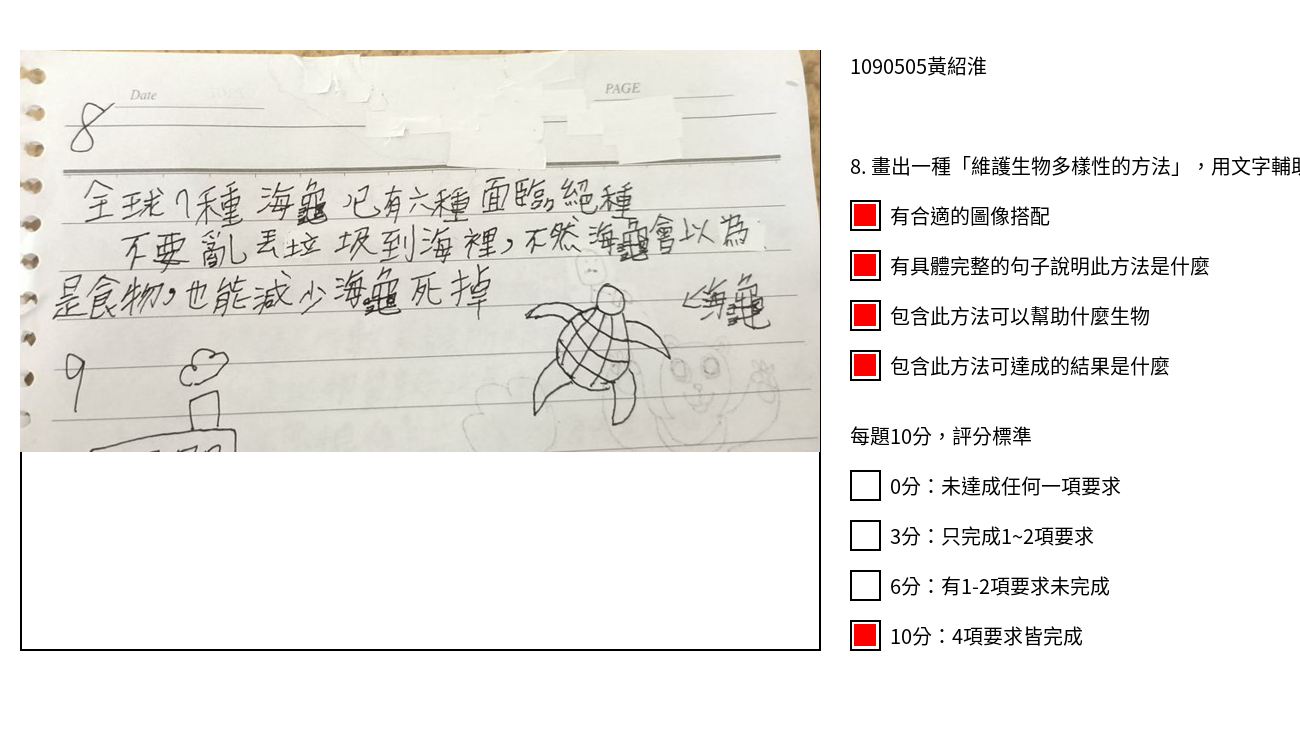 Date
PAGE
8
全球7種海龜已有六種面臨絕種
不要亂丟垃圾到海裡,不然海龜會以為
是食物,也能減少海龜死掉
海龜
9
1090505黃紹淮
8. 畫出一種「維護生物多樣性的方法」，用文字輔助
有合適的圖像搭配
有具體完整的句子說明此方法是什麼
包含此方法可以幫助什麼生物
包含此方法可達成的結果是什麼
每題10分，評分標準
0分：未達成任何一項要求
3分：只完成1~2項要求
6分：有1-2項要求未完成
10分：4項要求皆完成